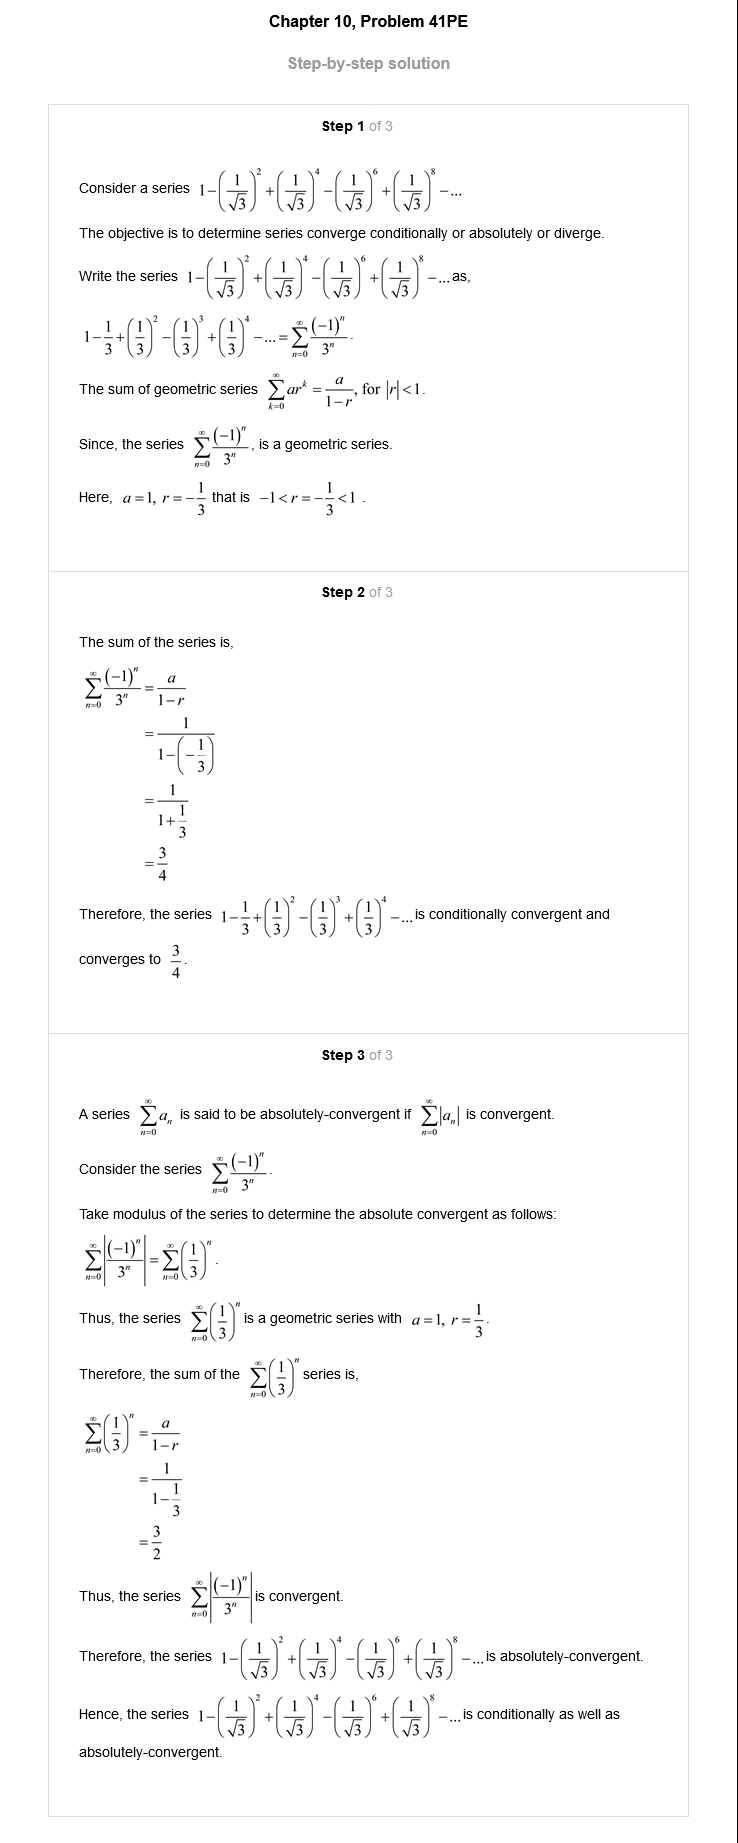 Chapter 10, Problem 41PE
Step-by-step solution
Step 1 of 3
Consider a series $1-\left(\frac{1}{\sqrt{3}}\right)^2+\left(\frac{1}{\sqrt{3}}\right)^4-\left(\frac{1}{\sqrt{3}}\right)^6+\left(\frac{1}{\sqrt{3}}\right)^8-...$
The objective is to determine series converge conditionally or absolutely or diverge.
Write the series $1-\left(\frac{1}{\sqrt{3}}\right)^2+\left(\frac{1}{\sqrt{3}}\right)^4-\left(\frac{1}{\sqrt{3}}\right)^6+\left(\frac{1}{\sqrt{3}}\right)^8-...$ as,
$1-\frac{1}{3}+\left(\frac{1}{3}\right)^2-\left(\frac{1}{3}\right)^3+\left(\frac{1}{3}\right)^4-...=\sum_{n=0}^{\infty}\frac{(-1)^n}{3^n}.$
The sum of geometric series $\sum_{k=0}^{\infty}ar^k=\frac{a}{1-r}$, for $|r|<1$.
Since, the series $\sum_{n=0}^{\infty}\frac{(-1)^n}{3^n}$, is a geometric series.
Here, $a=1, r=-\frac{1}{3}$ that is $-1<r=-\frac{1}{3}<1$ .
Step 2 of 3
The sum of the series is,
$\sum_{n=0}^{\infty}\frac{(-1)^n}{3^n}=\frac{a}{1-r}$
$=\frac{1}{1-\left(-\frac{1}{3}\right)}$
$=\frac{1}{1+\frac{1}{3}}$
$=\frac{3}{4}$
Therefore, the series $1-\frac{1}{3}+\left(\frac{1}{3}\right)^2-\left(\frac{1}{3}\right)^3+\left(\frac{1}{3}\right)^4-...$ is conditionally convergent and
converges to $\frac{3}{4}$.
Step 3 of 3
A series $\sum_{n=0}^{\infty}a_n$ is said to be absolutely-convergent if $\sum_{n=0}^{\infty}|a_n|$ is convergent.
Consider the series $\sum_{n=0}^{\infty}\frac{(-1)^n}{3^n}$.
Take modulus of the series to determine the absolute convergent as follows:
$\sum_{n=0}^{\infty}\left|\frac{(-1)^n}{3^n}\right|=\sum_{n=0}^{\infty}\left(\frac{1}{3}\right)^n.$
Thus, the series $\sum_{n=0}^{\infty}\left(\frac{1}{3}\right)^n$ is a geometric series with $a=1, r=\frac{1}{3}$.
Therefore, the sum of the $\sum_{n=0}^{\infty}\left(\frac{1}{3}\right)^n$ series is,
$\sum_{n=0}^{\infty}\left(\frac{1}{3}\right)^n=\frac{a}{1-r}$
$=\frac{1}{1-\frac{1}{3}}$
$=\frac{3}{2}$
Thus, the series $\sum_{n=0}^{\infty}\left|\frac{(-1)^n}{3^n}\right|$ is convergent.
Therefore, the series $1-\left(\frac{1}{\sqrt{3}}\right)^2+\left(\frac{1}{\sqrt{3}}\right)^4-\left(\frac{1}{\sqrt{3}}\right)^6+\left(\frac{1}{\sqrt{3}}\right)^8-...$ is absolutely-convergent.
Hence, the series $1-\left(\frac{1}{\sqrt{3}}\right)^2+\left(\frac{1}{\sqrt{3}}\right)^4-\left(\frac{1}{\sqrt{3}}\right)^6+\left(\frac{1}{\sqrt{3}}\right)^8-...$ is conditionally as well as
absolutely-convergent.